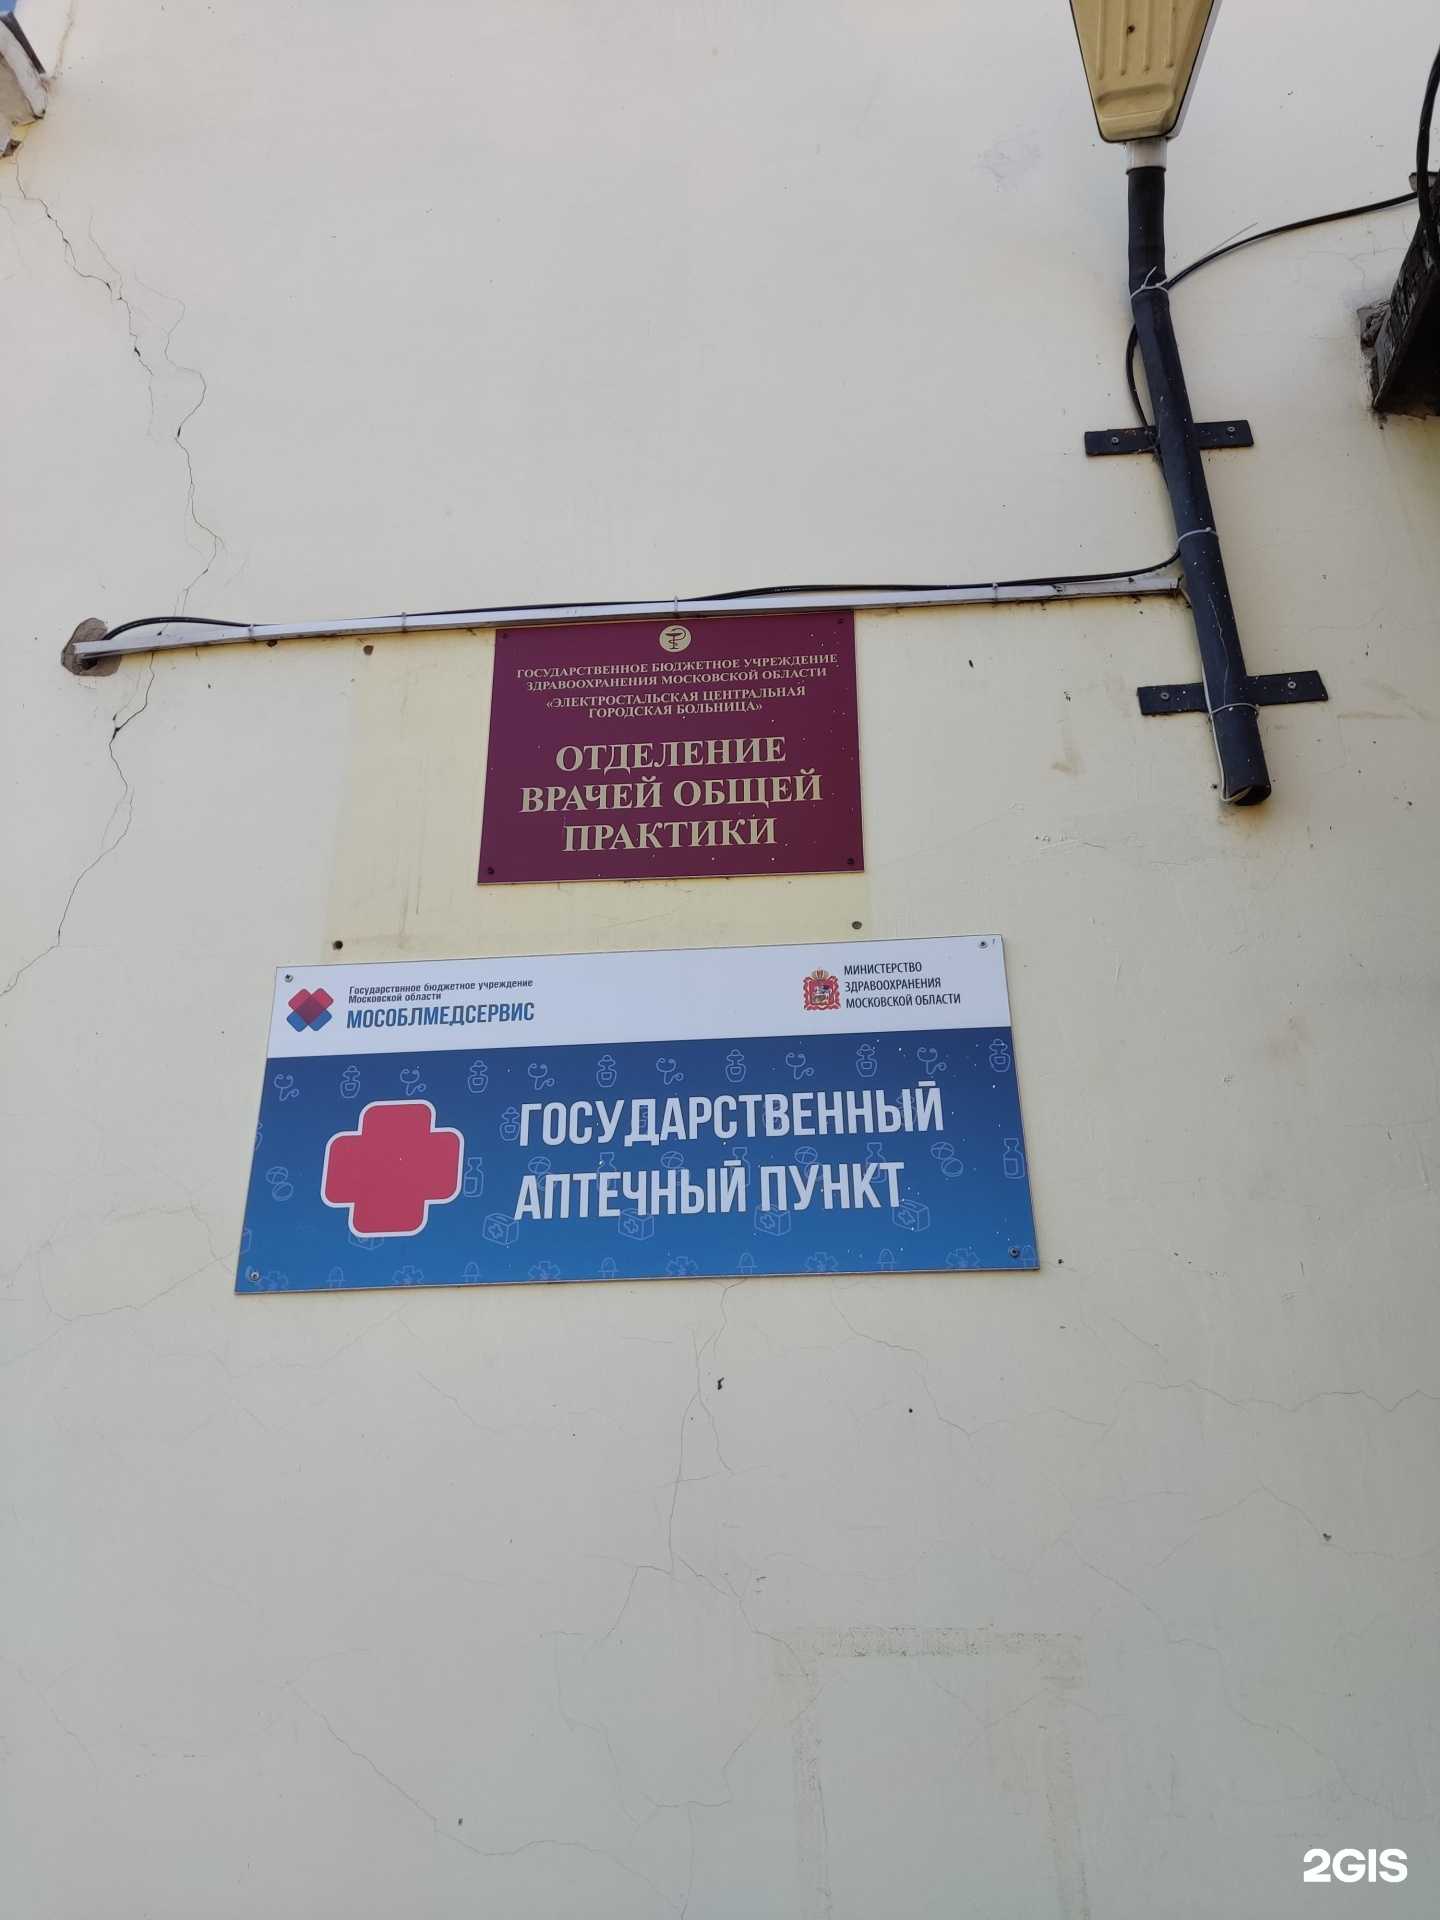 ГОСУДАРСТВЕННОЕ БЮДЖЕТНОЕ УЧРЕЖДЕНИЕ
ЗДРАВООХРАНЕНИЯ МОСКОВСКОЙ ОБЛАСТИ
«ЭЛЕКТРОСТАЛЬСКАЯ ЦЕНТРАЛЬНАЯ
ГОРОДСКАЯ БОЛЬНИЦА»
ОТДЕЛЕНИЕ
ВРАЧЕЙ ОБЩЕЙ
ПРАКТИКИ
Государствнное бюджетное учреждение
Московской области
МОСОБЛМЕДСЕРВИС
МИНИСТЕРСТВО
ЗДРАВООХРАНЕНИЯ
МОСКОВСКОЙ ОБЛАСТИ
ГОСУДАРСТВЕННЫЙ
АПТЕЧНЫЙ ПУНКТ
2GIS